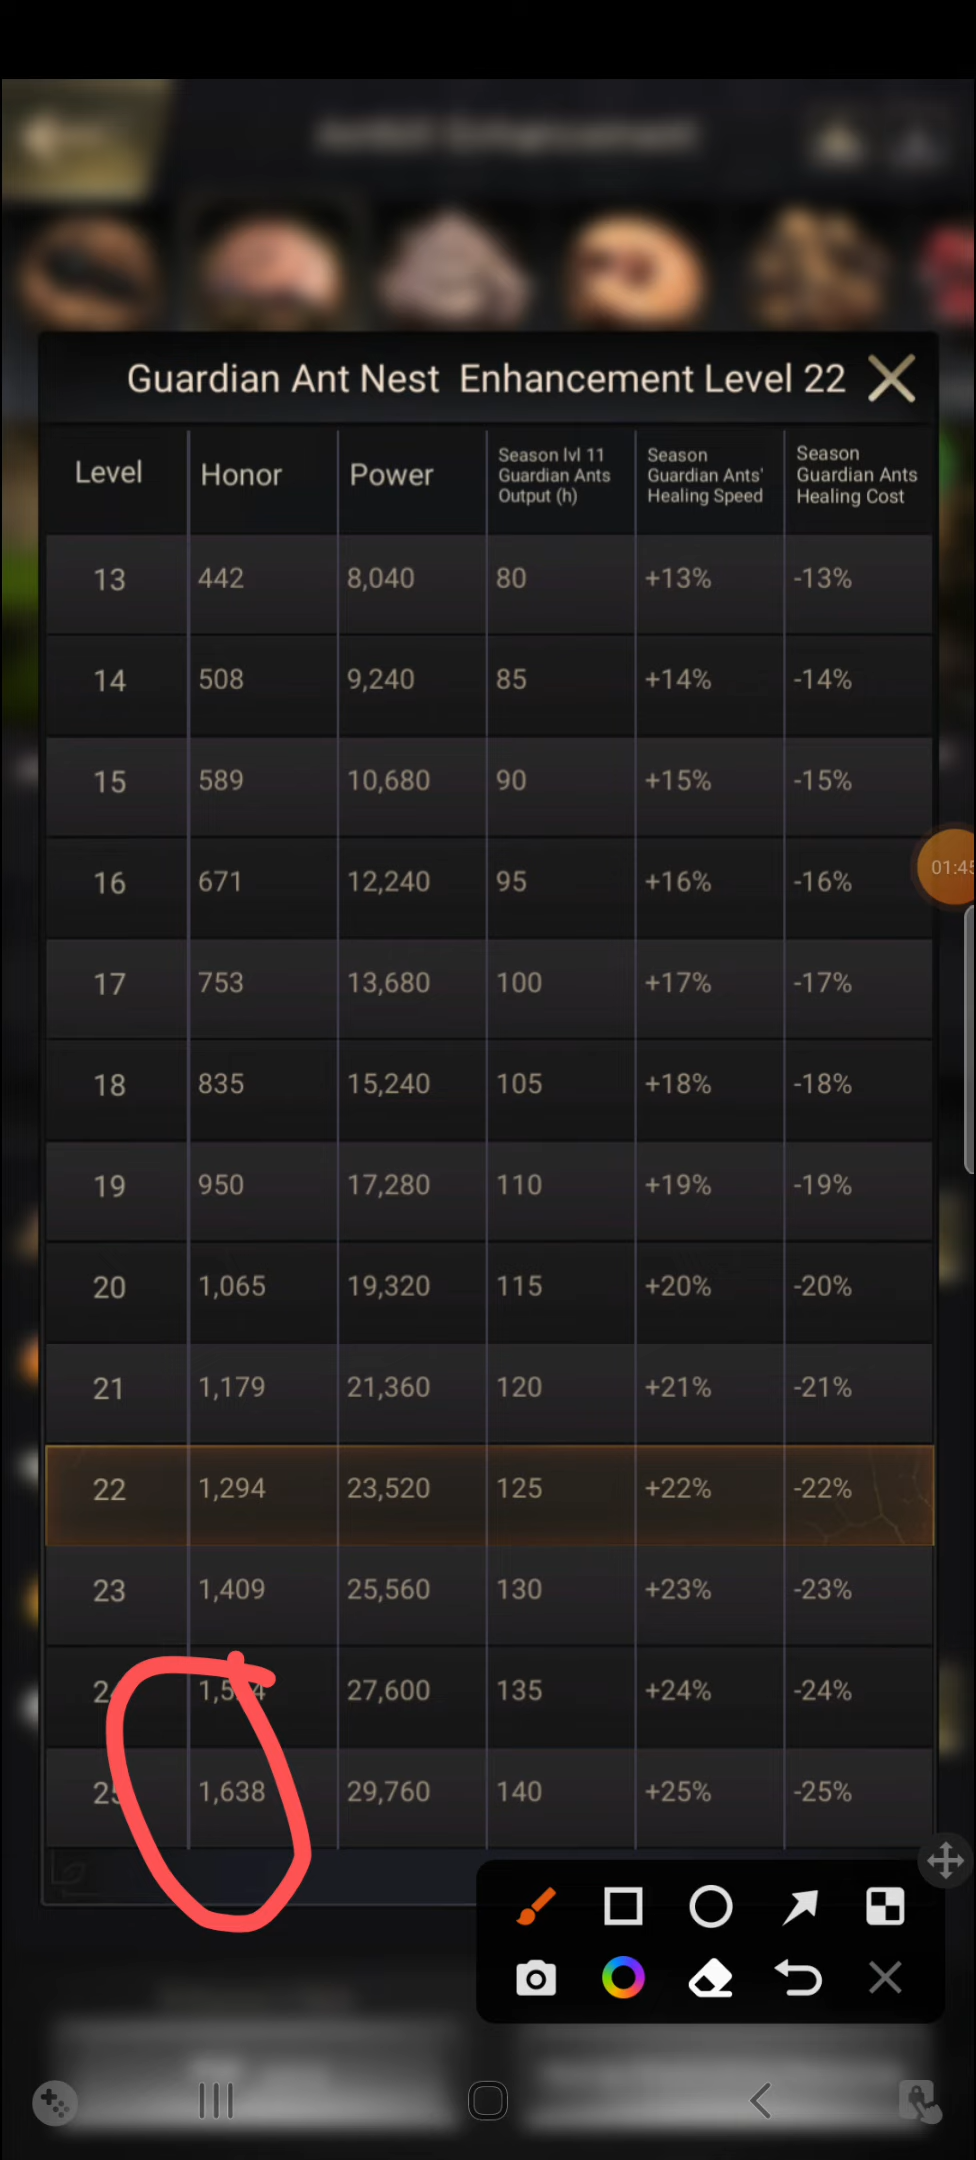 Guardian Ant Nest Enhancement Level 22
Level Honor Power Season lvl 11 Guardian Ants Output (h) Season Guardian Ants' Healing Speed Season Guardian Ants Healing Cost
13 442 8,040 80 +13% -13%
14 508 9,240 85 +14% -14%
15 589 10,680 90 +15% -15%
16 671 12,240 95 +16% -16%
01:45
17 753 13,680 100 +17% -17%
18 835 15,240 105 +18% -18%
19 950 17,280 110 +19% -19%
20 1,065 19,320 115 +20% -20%
21 1,179 21,360 120 +21% -21%
22 1,294 23,520 125 +22% -22%
23 1,409 25,560 130 +23% -23%
27,600 135 +24% -24%
25 1,638 29,760 140 +25% -25%